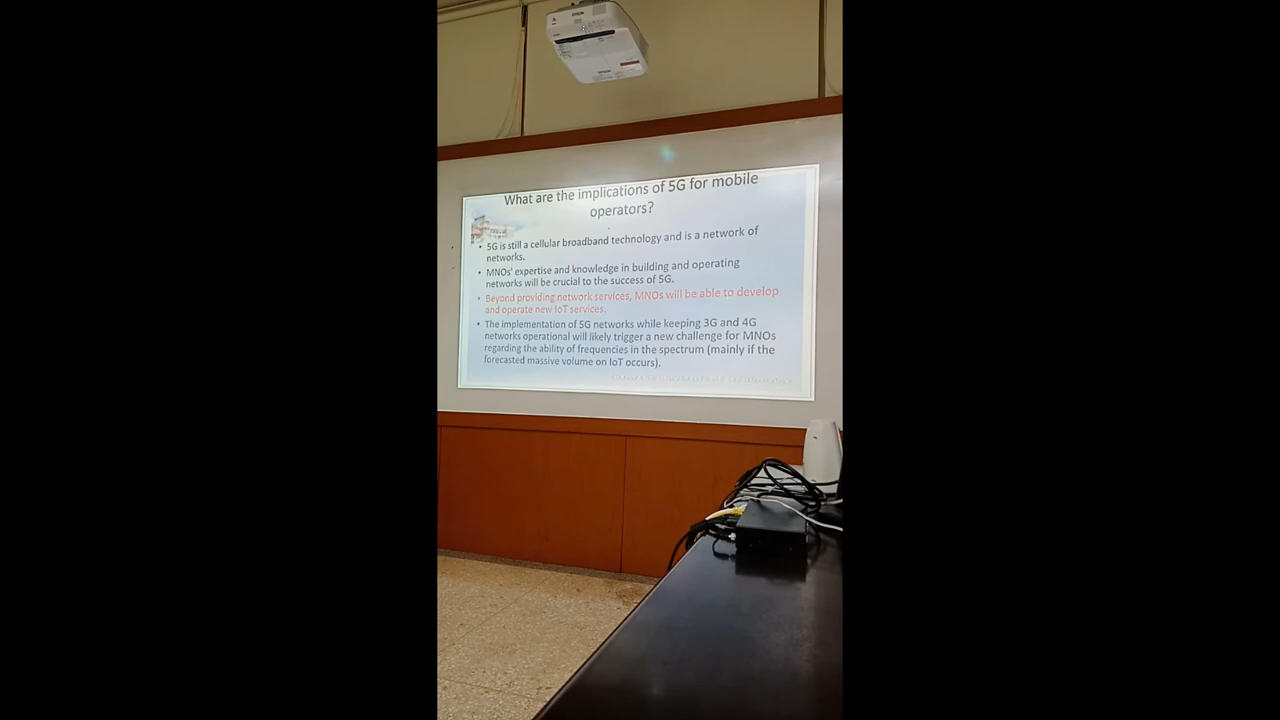 EPSON
EPSON
What are the implications of 5G for mobile
operators?
• 5G is still a cellular broadband technology and is a network of
networks.
• MNOs' expertise and knowledge in building and operating
networks will be crucial to the success of 5G.
• Beyond providing network services, MNOs will be able to develop
and operate new IoT services.
• The implementation of 5G networks while keeping 3G and 4G
networks operational will likely trigger a new challenge for MNOs
regarding the ability of frequencies in the spectrum (mainly if the
forecasted massive volume on IoT occurs).